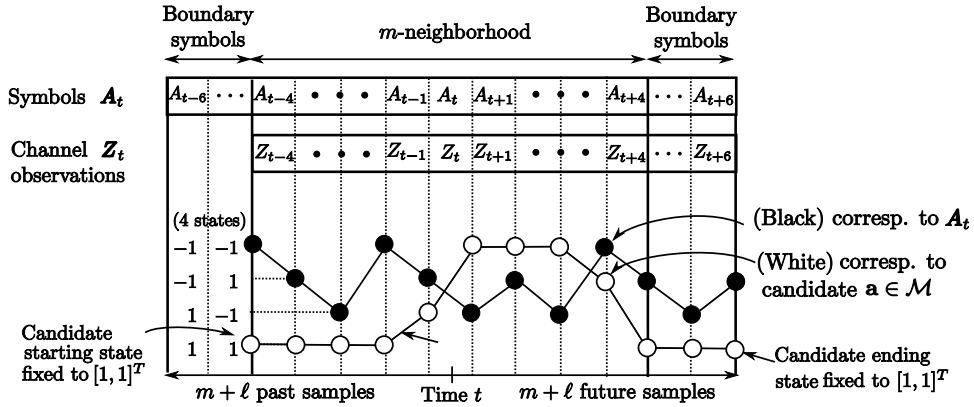 Boundary symbols
m-neighborhood
Boundary symbols
Symbols A_t
A_{t−6} ··· A_{t−4} • • • A_{t−1} A_t A_{t+1} • • • A_{t+4} ··· A_{t+6}
Channel Z_t observations
Z_{t−4} • • • Z_{t−1} Z_t Z_{t+1} • • • Z_{t+4} ··· Z_{t+6}
(4 states)
−1 −1
−1 1
1 −1
1 1
(Black) corresp. to A_t
(White) corresp. to
candidate a ∈ M
Candidate
starting state
fixed to [1, 1]^T
Candidate ending
state fixed to [1, 1]^T
m + ℓ past samples
Time t
m + ℓ future samples